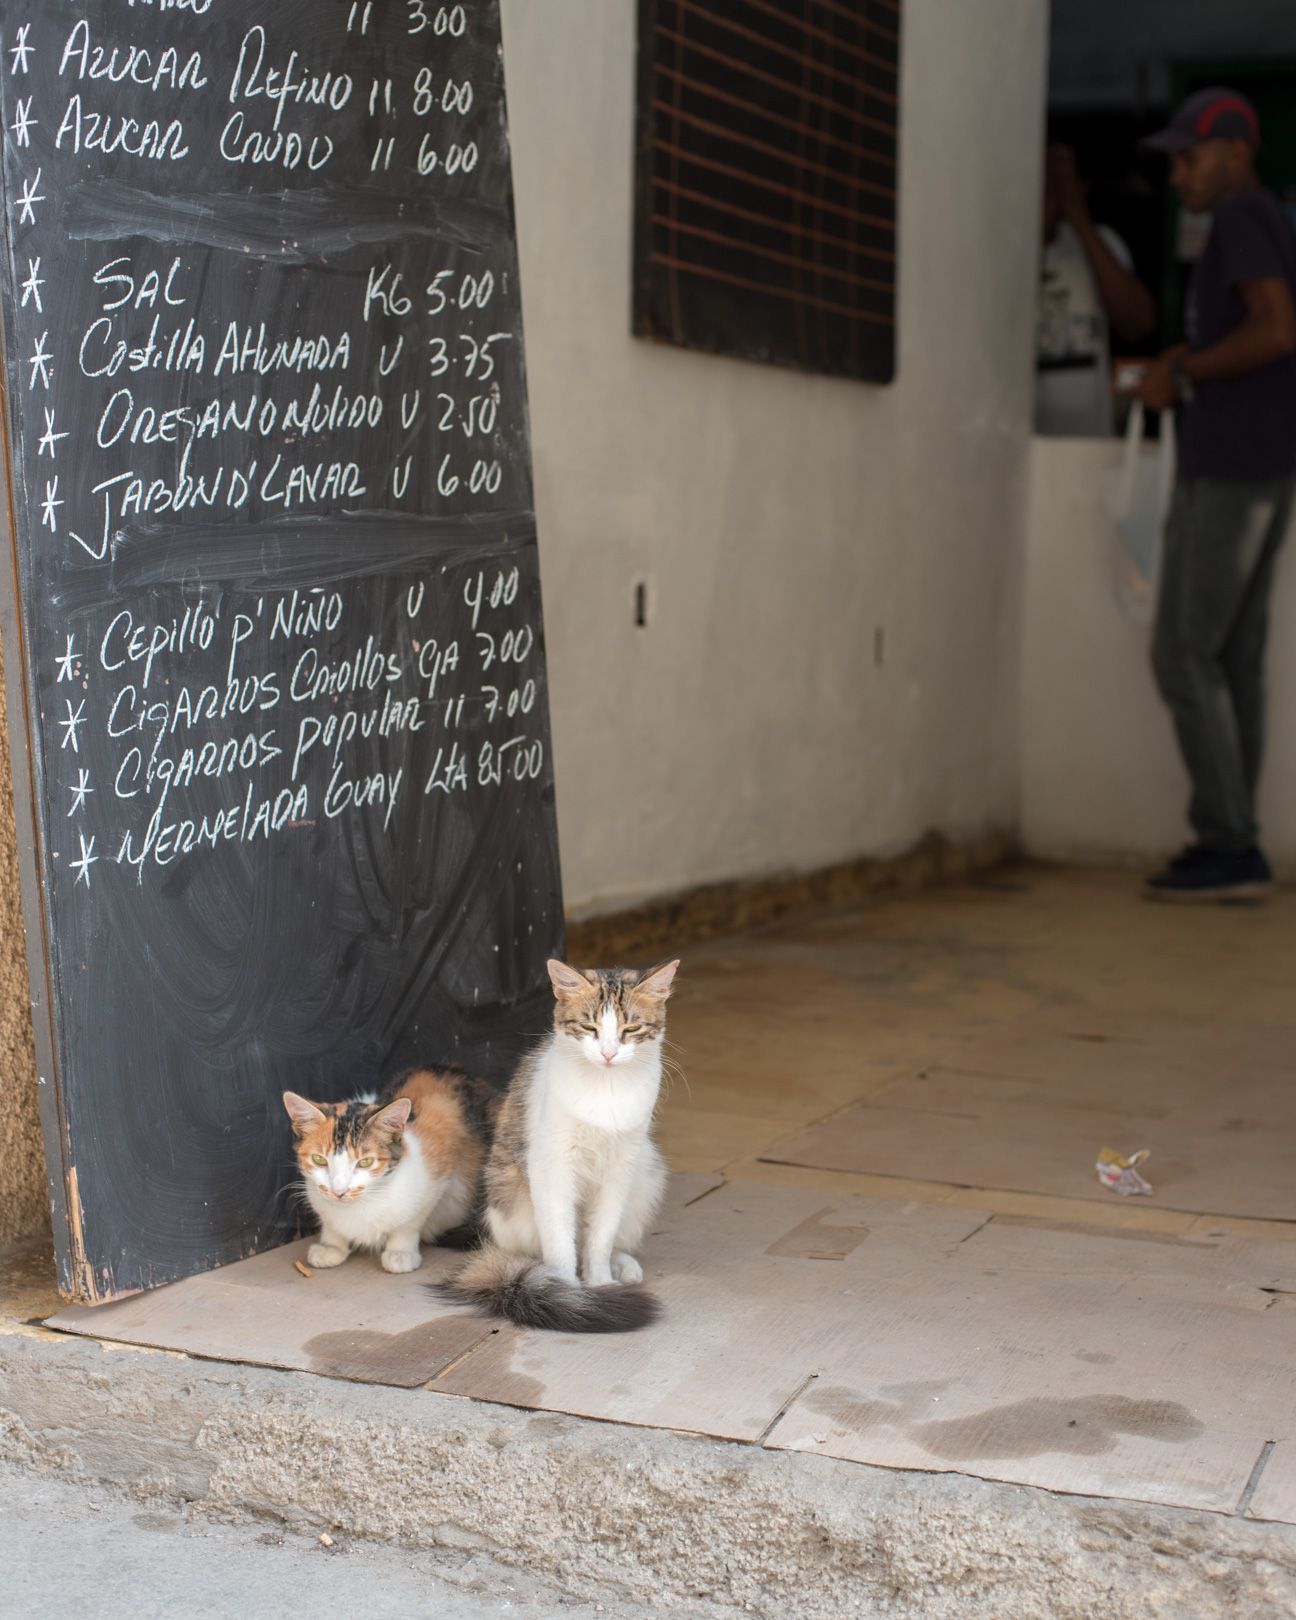 11 3.00
* AZUCAR REfiNO 11 8.00
* AZUCAR CRUDO 11 6.00
*
* SAL KG 5.00
* Costilla AHUMADA U 3.75
* OREgANO MOLIDO U 2.50
* JABON D' LAVAR U 6.00
* Cepillo p' Niño U 4.00
* CigARROS CRiollos gA 7.00
* CigARROS popULAR 11 7.00
* MERMElADA GUAY LtA 85.00